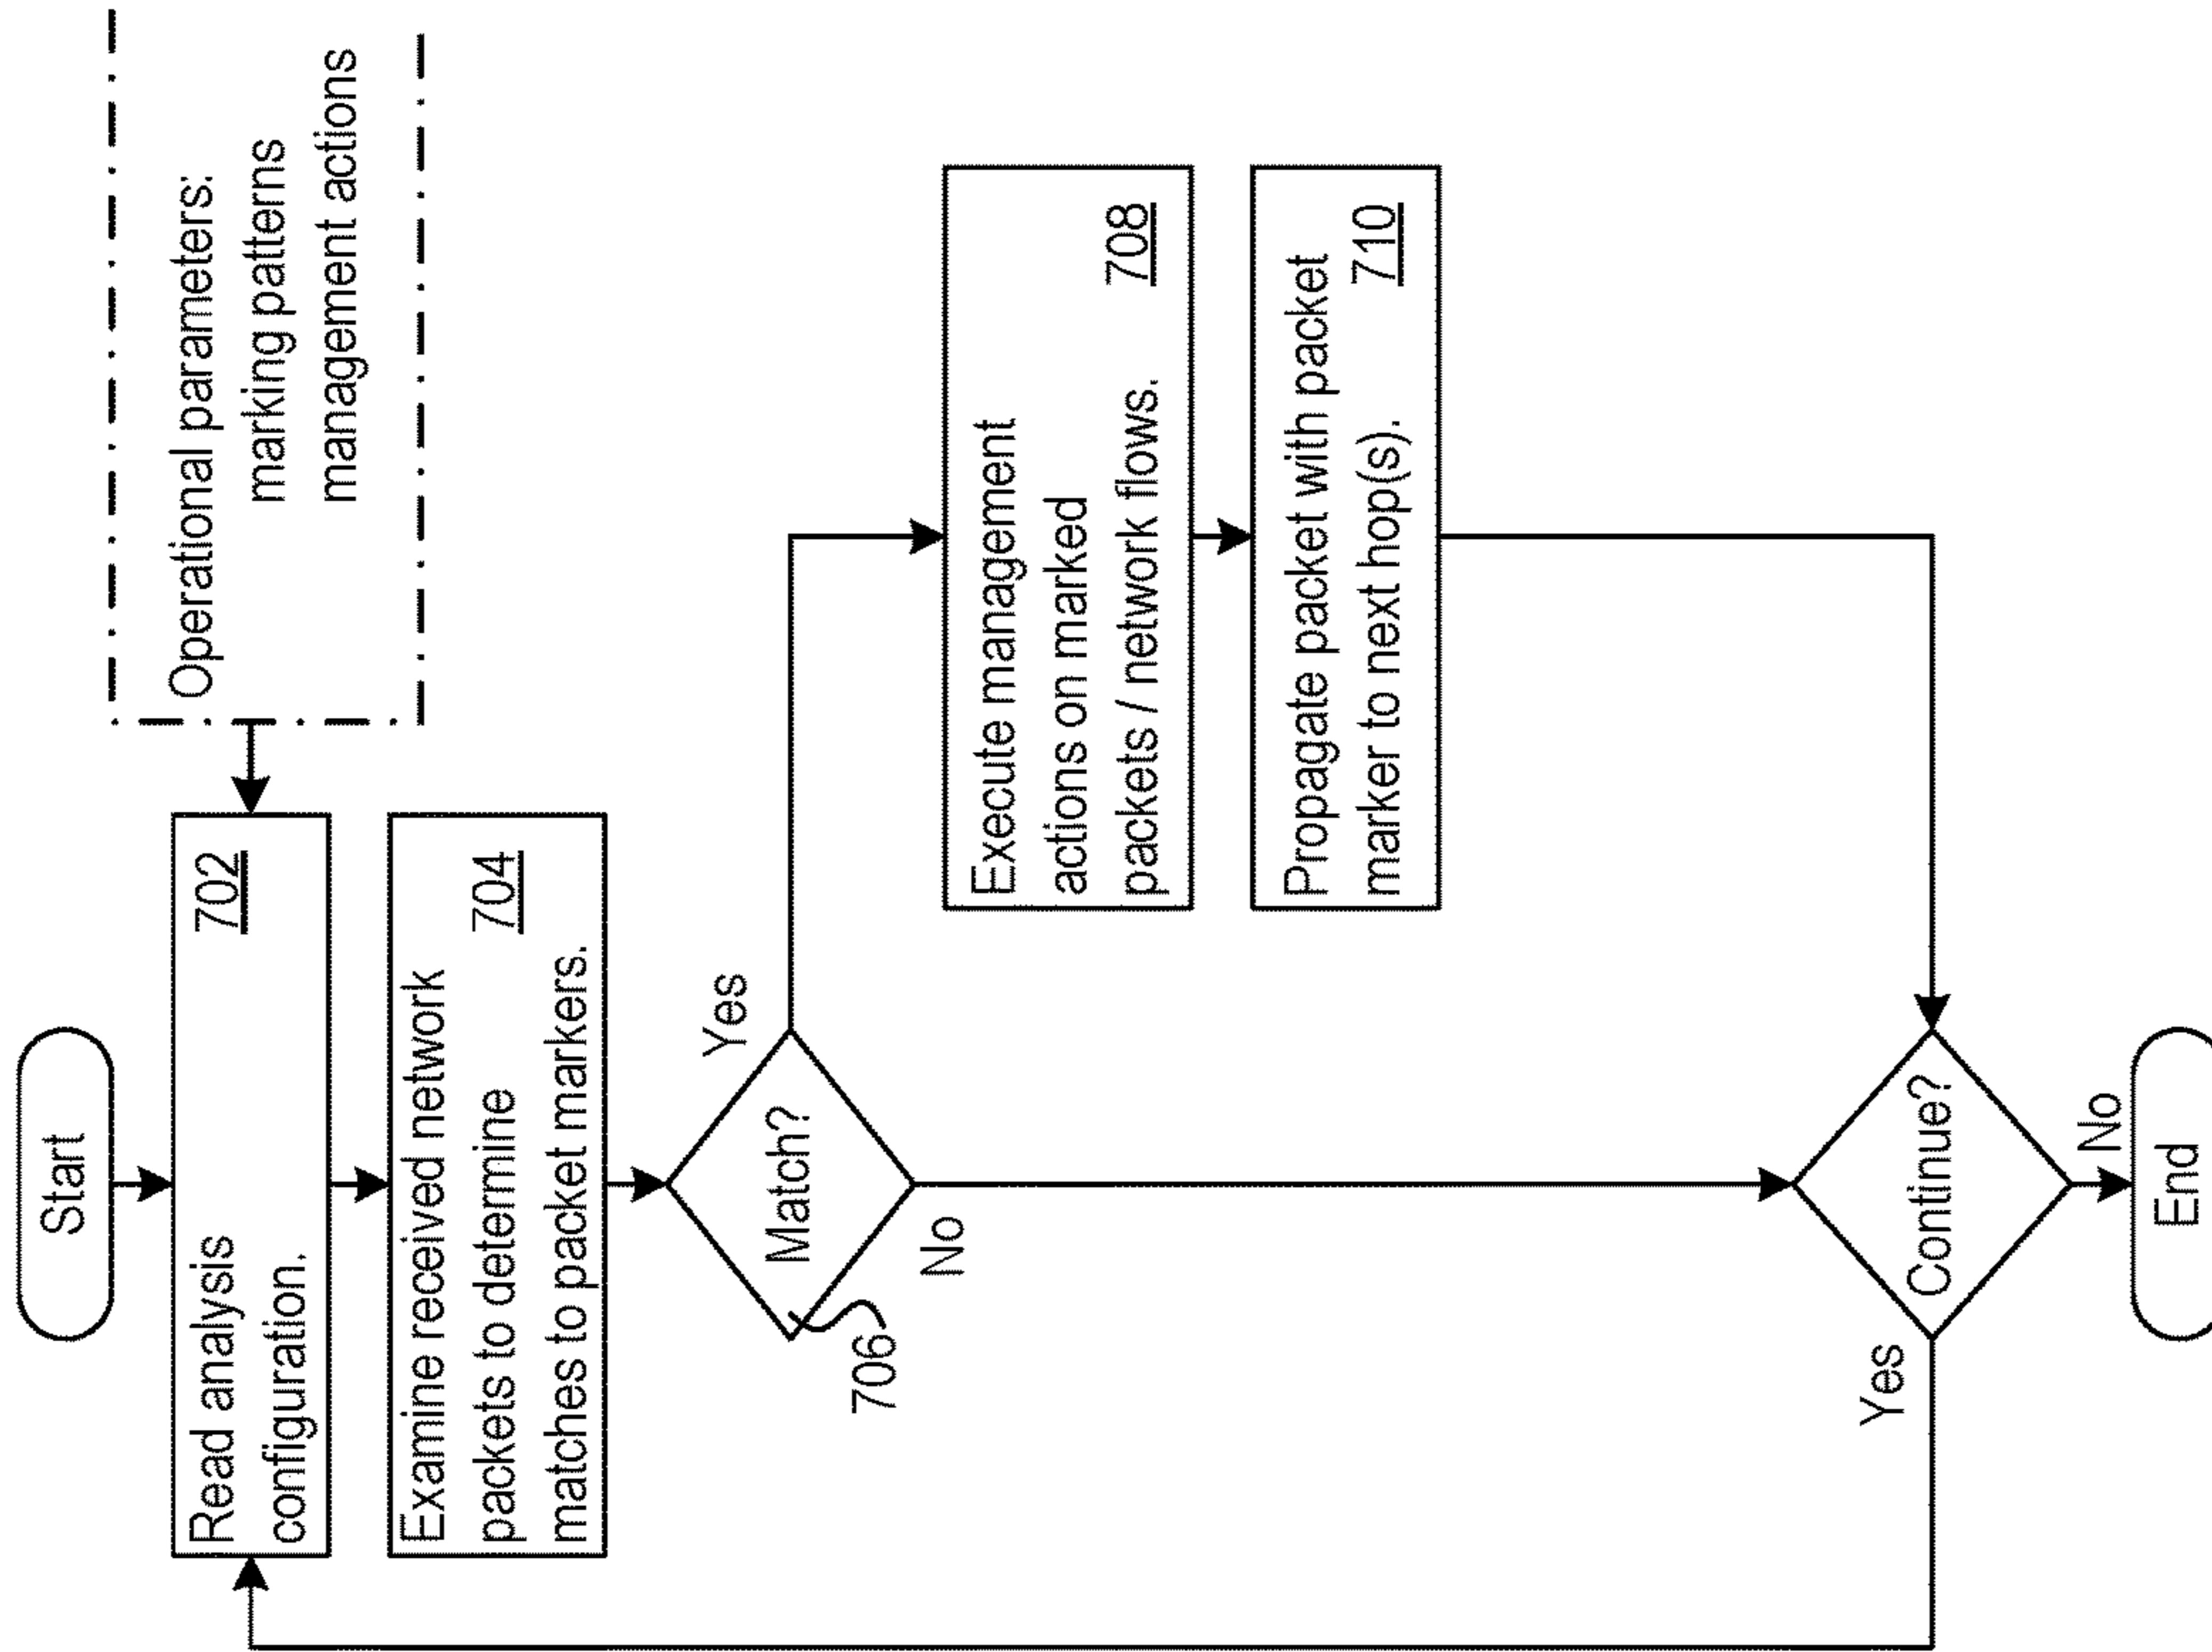 Start
Operational parameters:
marking patterns
management actions
Read analysis
configuration.
702
Examine received network
packets to determine
704
matches to packet markers.
Match?
Yes
No
706
Execute management
actions on marked
packets / network flows.
708
Propagate packet with packet
marker to next hop(s).
710
Continue?
Yes
No
End